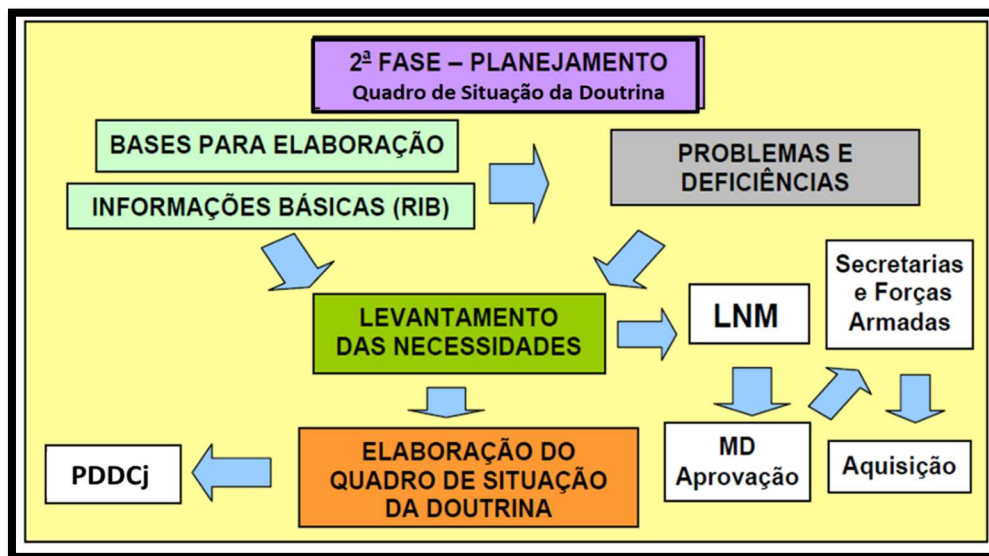 2ª FASE – PLANEJAMENTO
Quadro de Situação da Doutrina
BASES PARA ELABORAÇÃO
INFORMAÇÕES BÁSICAS (RIB)
PROBLEMAS E
DEFICIÊNCIAS
LEVANTAMENTO
DAS NECESSIDADES
LNM
Secretarias
e Forças
Armadas
MD
Aprovação
Aquisição
ELABORAÇÃO DO
QUADRO DE SITUAÇÃO
DA DOUTRINA
PDDCj